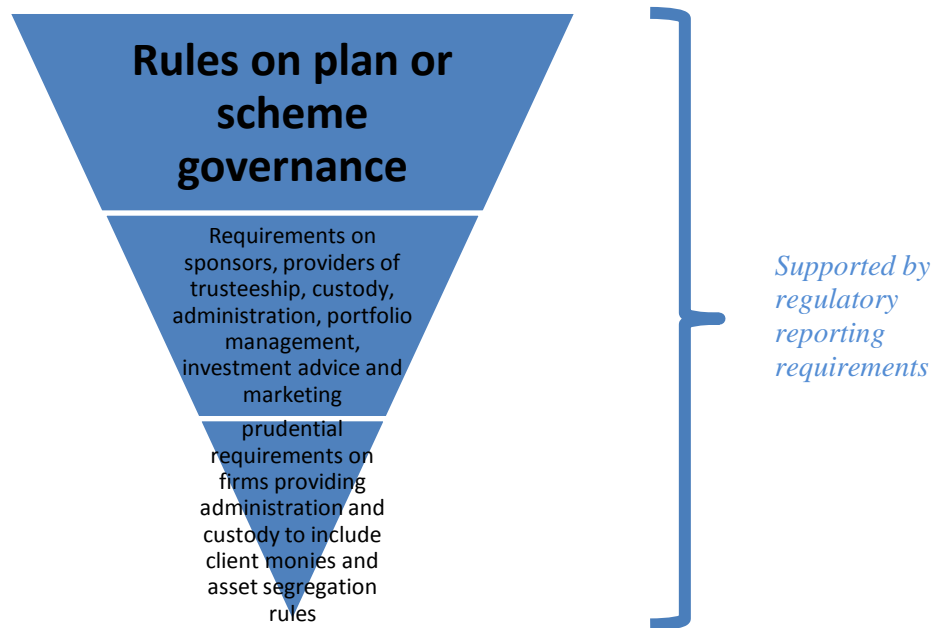 Rules on plan or
scheme
governance
Requirements on
sponsors, providers of
trusteeship, custody,
administration, portfolio
management,
investment advice and
marketing
prudential
requirements on
firms providing
administration and
custody to include
client monies and
asset segregation
rules
Supported by
regulatory
reporting
requirements